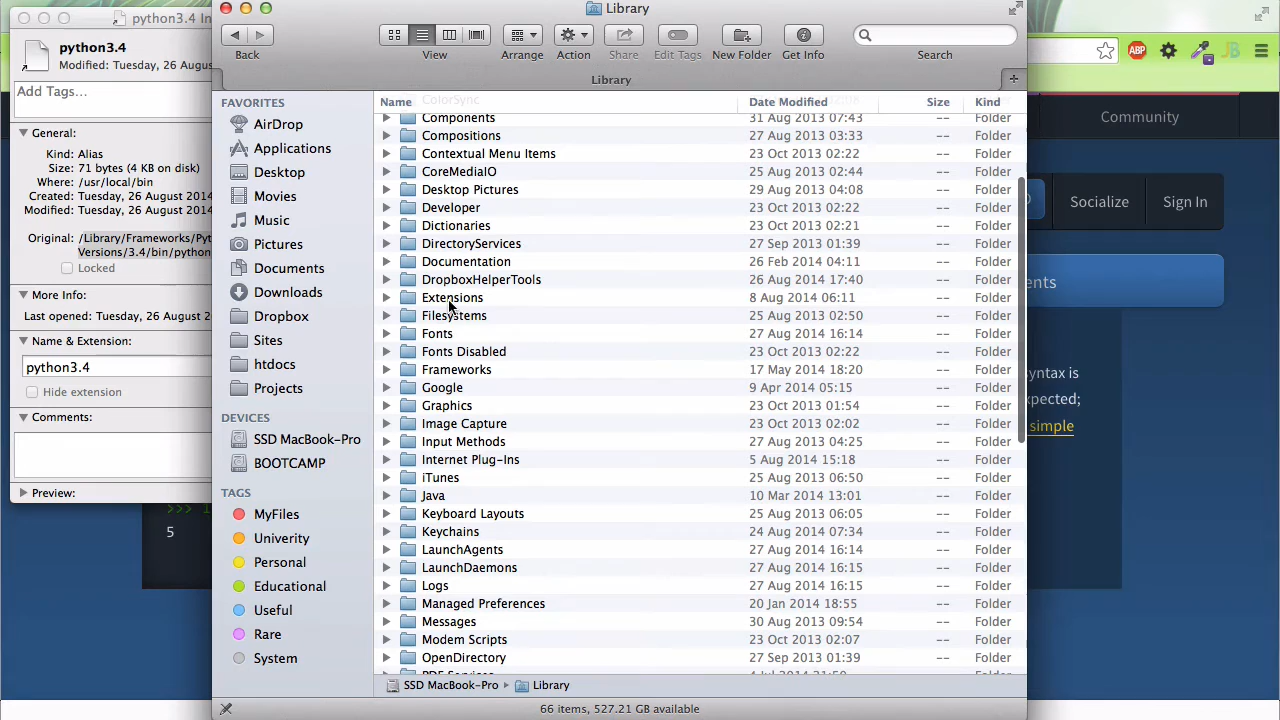 python3.4 In
python3.4
Modified: Tuesday, 26 Augus
Add Tags...
General:
Kind: Alias
Size: 71 bytes (4 KB on disk)
Where: /usr/local/bin
Created: Tuesday, 26 August 2014
Modified: Tuesday, 26 August 2014
Original: /Library/Frameworks/Pyt
Versions/3.4/bin/python
Locked
More Info:
Last opened: Tuesday, 26 Augus
Name & Extension:
python3.4
Hide extension
Comments:
Preview:
>>> 1
5
Library
Back
View
Arrange
Action
Share
Edit Tags
New Folder
Get Info
Search
Library
FAVORITES
AirDrop
Applications
Desktop
Movies
Music
Pictures
Documents
Downloads
Dropbox
Sites
htdocs
Projects
DEVICES
SSD MacBook-Pro
BOOTCAMP
TAGS
MyFiles
Univerity
Personal
Educational
Useful
Rare
System
Name Date Modified Size Kind
ColorSync
Components 31 Aug 2013 07:43 -- Folder
Compositions 27 Aug 2013 03:33 -- Folder
Contextual Menu Items 23 Oct 2013 02:22 -- Folder
CoreMediaIO 25 Aug 2013 02:44 -- Folder
Desktop Pictures 29 Aug 2013 04:08 -- Folder
Developer 23 Oct 2013 02:22 -- Folder
Dictionaries 23 Oct 2013 02:21 -- Folder
DirectoryServices 27 Sep 2013 01:39 -- Folder
Documentation 26 Feb 2014 04:11 -- Folder
DropboxHelperTools 26 Aug 2014 17:40 -- Folder
Extensions 8 Aug 2014 06:11 -- Folder
Filesystems 25 Aug 2013 02:50 -- Folder
Fonts 27 Aug 2014 16:14 -- Folder
Fonts Disabled 23 Oct 2013 02:22 -- Folder
Frameworks 17 May 2014 18:20 -- Folder
Google 9 Apr 2014 05:15 -- Folder
Graphics 23 Oct 2013 01:54 -- Folder
Image Capture 23 Oct 2013 02:02 -- Folder
Input Methods 27 Aug 2013 04:25 -- Folder
Internet Plug-Ins 5 Aug 2014 15:18 -- Folder
iTunes 25 Aug 2013 06:50 -- Folder
Java 10 Mar 2014 13:01 -- Folder
Keyboard Layouts 25 Aug 2013 06:05 -- Folder
Keychains 24 Aug 2014 07:34 -- Folder
LaunchAgents 27 Aug 2014 16:14 -- Folder
LaunchDaemons 27 Aug 2014 16:15 -- Folder
Logs 27 Aug 2014 16:15 -- Folder
Managed Preferences 20 Jan 2014 18:55 -- Folder
Messages 30 Aug 2013 09:54 -- Folder
Modem Scripts 23 Oct 2013 02:07 -- Folder
OpenDirectory 27 Sep 2013 01:39 -- Folder
SSD MacBook-Pro Library
66 items, 527.21 GB available
ABP
JB
Community
Socialize
Sign In
ents
syntax is
xpected;
simple